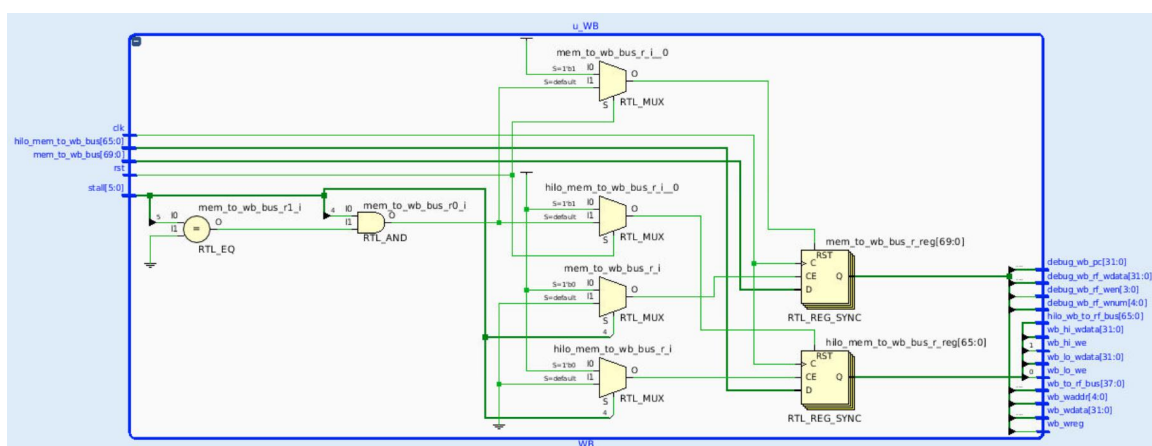 u_WB
mem_to_wb_bus_r_i__0
S=1'b1 I0
S=default I1
O
S
RTL_MUX
clk
hilo_mem_to_wb_bus[65:0]
mem_to_wb_bus[69:0]
rst
stall[5:0]
mem_to_wb_bus_r1_i
5 I0
I1
=
O
RTL_EQ
mem_to_wb_bus_r0_i
4 I0
I1
O
RTL_AND
hilo_mem_to_wb_bus_r_i__0
S=1'b1 I0
S=default I1
O
S
RTL_MUX
mem_to_wb_bus_r_i
S=1'b0 I0
S=default I1
O
S
4
RTL_MUX
hilo_mem_to_wb_bus_r_i
S=1'b0 I0
S=default I1
O
S
4
RTL_MUX
mem_to_wb_bus_r_reg[69:0]
RST
C
CE
D
Q
RTL_REG_SYNC
hilo_mem_to_wb_bus_r_reg[65:0]
RST
C
CE
D
Q
RTL_REG_SYNC
debug_wb_pc[31:0]
debug_wb_rf_wdata[31:0]
debug_wb_rf_wen[3:0]
debug_wb_rf_wnum[4:0]
hilo_wb_to_rf_bus[65:0]
wb_hi_wdata[31:0]
1 wb_hi_we
wb_lo_wdata[31:0]
0 wb_lo_we
wb_to_rf_bus[37:0]
wb_waddr[4:0]
wb_wdata[31:0]
wb_wreg
WB